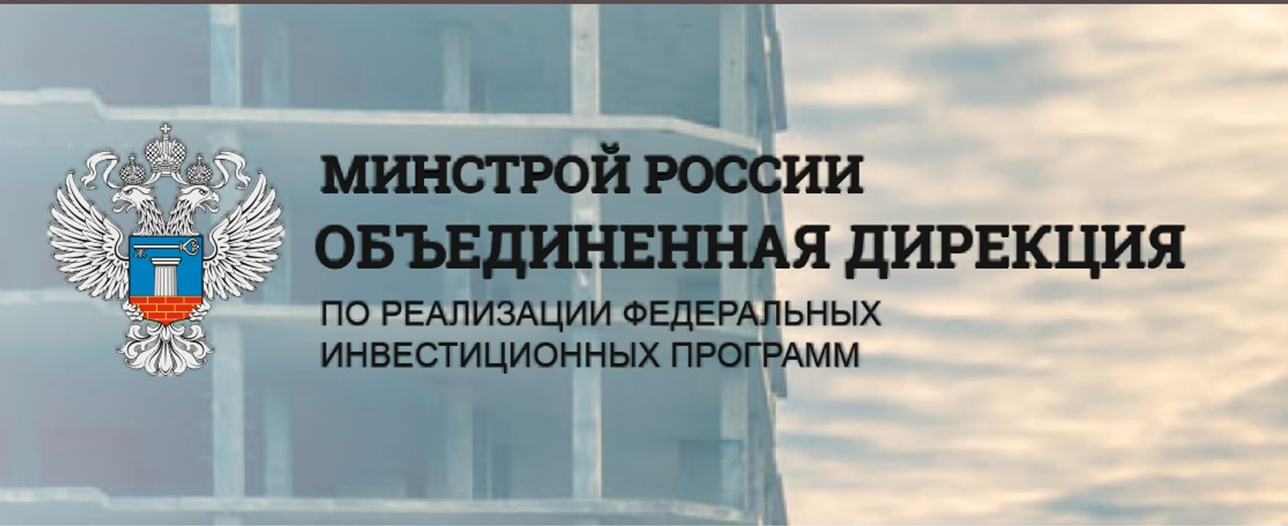 МИНСТРОЙ РОССИИ
ОБЪЕДИНЕННАЯ ДИРЕКЦИЯ
ПО РЕАЛИЗАЦИИ ФЕДЕРАЛЬНЫХ
ИНВЕСТИЦИОННЫХ ПРОГРАММ